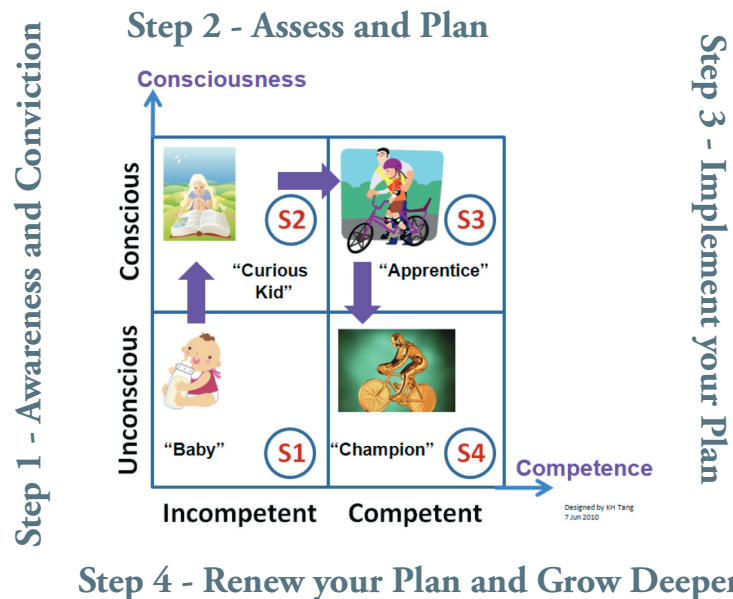 Step 2 - Assess and Plan
Step 1 - Awareness and Conviction
Step 3 - Implement your Plan
Consciousness
Conscious
S2
S3
“Curious
Kid”
“Apprentice”
Unconscious
“Baby”
S1
“Champion”
S4
Competence
Incompetent
Competent
Designed by KH Tang
7 Jun 2010
Step 4 - Renew your Plan and Grow Deeper